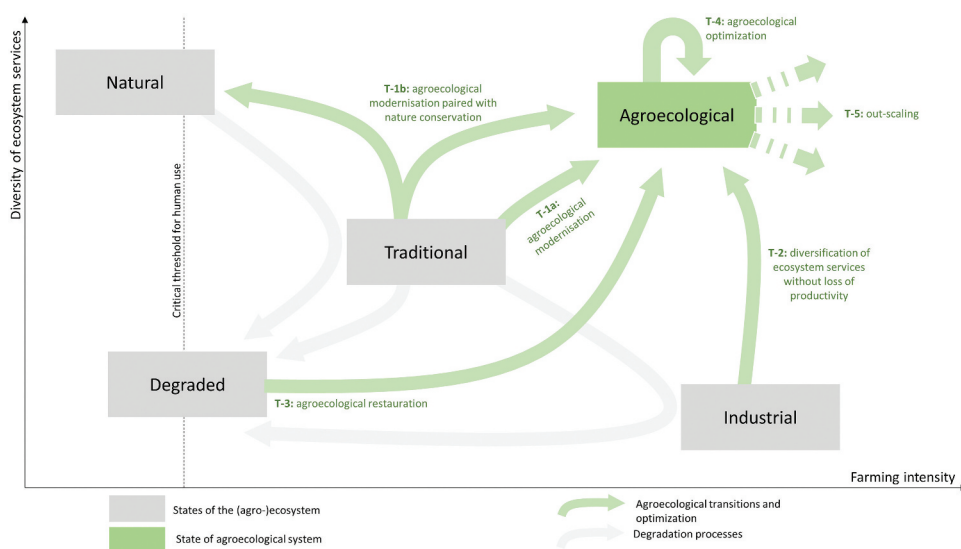 Diversity of ecosystem services
Natural
Critical threshold for human use
T-1b: agroecological
modernisation paired with
nature conservation
T-4: agroecological
optimization
Agroecological
T-5: out-scaling
T-1a:
agroecological
modernisation
Traditional
T-2: diversification of
ecosystem services
without loss of
productivity
Degraded
T-3: agroecological restauration
Industrial
Farming intensity
States of the (agro-)ecosystem
State of agroecological system
Agroecological transitions and
optimization
Degradation processes